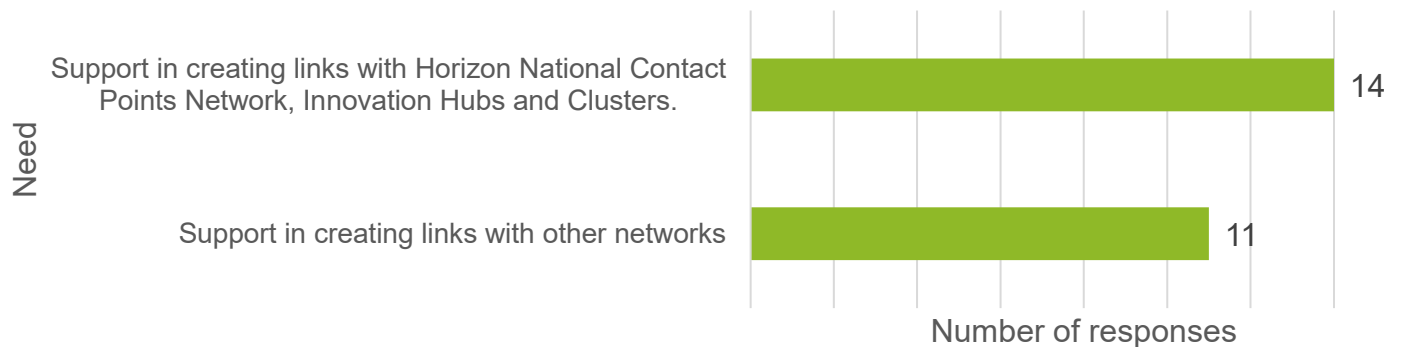 Need
Support in creating links with Horizon National Contact
Points Network, Innovation Hubs and Clusters.
14
Support in creating links with other networks
11
Number of responses